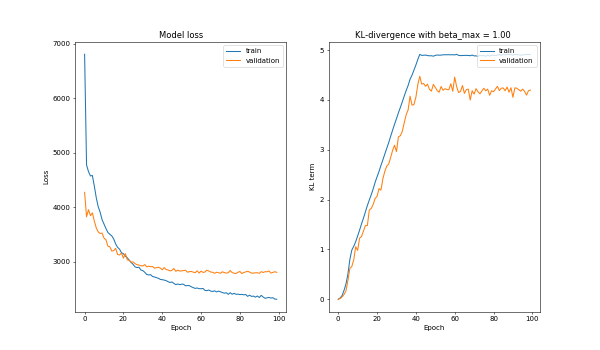 Model loss
train
validation
7000
6000
5000
4000
3000
Loss
0
20
40
60
80
100
Epoch
KL-divergence with beta_max = 1.00
train
validation
5
4
3
2
1
0
KL term
0
20
40
60
80
100
Epoch